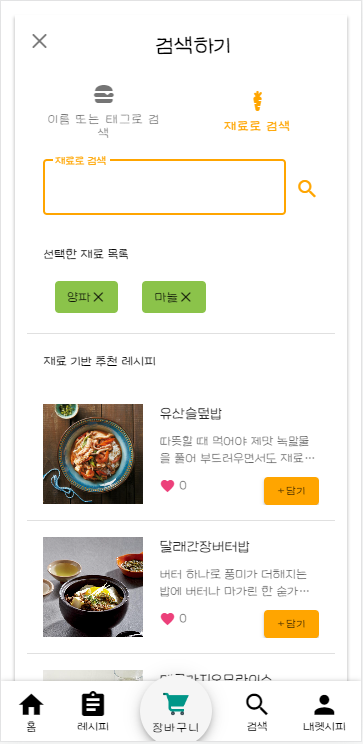 검색하기
이름 또는 태그로 검
색
재료로 검색
재료로 검색
선택한 재료 목록
양파
마늘
재료 기반 추천 레시피
유산슬덮밥
따뜻할 때 먹어야 제맛 녹말물
을 풀어 부드러우면서도 재료…
0
+ 담기
달래간장버터밥
버터 하나로 풍미가 더해지는
밥에 버터나 마가린 한 숟가…
0
+ 담기
홈
레시피
장바구니
검색
내렛시피